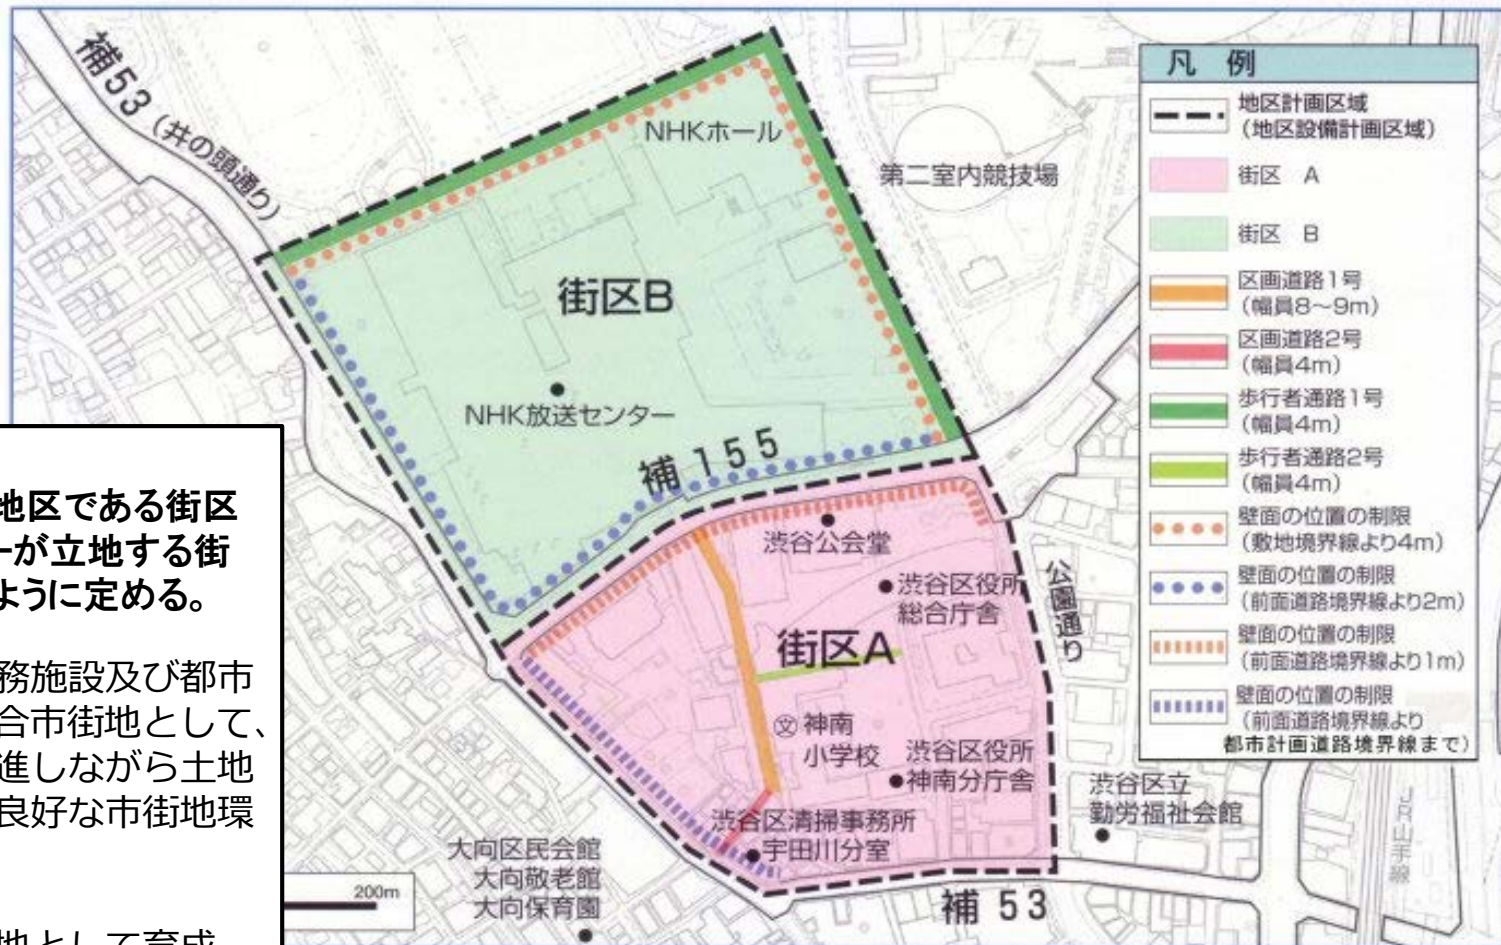 補53（井の頭通り）
NHKホール
第二室内競技場
街区B
NHK放送センター
補155
渋谷公会堂
渋谷区役所
総合庁舎
公園通り
街区A
文 神南
小学校
渋谷区役所
神南分庁舎
渋谷区清掃事務所
宇田川分室
渋谷区立
勤労福祉会館
大向区民会館
大向敬老館
大向保育園
補 53
JR山手線
200m
凡 例
地区計画区域
（地区設備計画区域）
街区 A
街区 B
区画道路1号
（幅員8〜9m）
区画道路2号
（幅員4m）
歩行者通路1号
（幅員4m）
歩行者通路2号
（幅員4m）
壁面の位置の制限
（敷地境界線より4m）
壁面の位置の制限
（前面道路境界線より2m）
壁面の位置の制限
（前面道路境界線より1m）
壁面の位置の制限
（前面道路境界線より
都市計画道路境界線まで）
地区である街区
ーが立地する街
ように定める。
務施設及び都市
合市街地として、
進しながら土地
良好な市街地環
地として育成